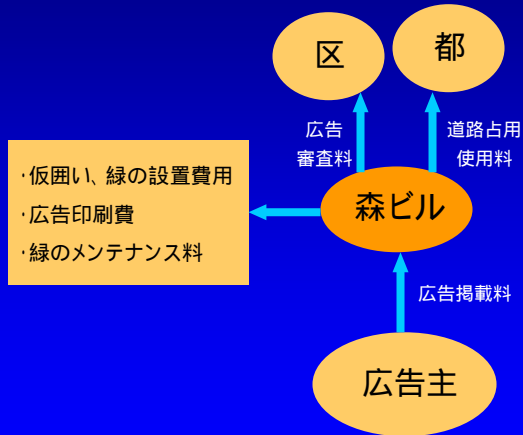 区
都
広告
審査料
道路占用
使用料
・仮囲い、緑の設置費用
・広告印刷費
・緑のメンテナンス料
森ビル
広告掲載料
広告主